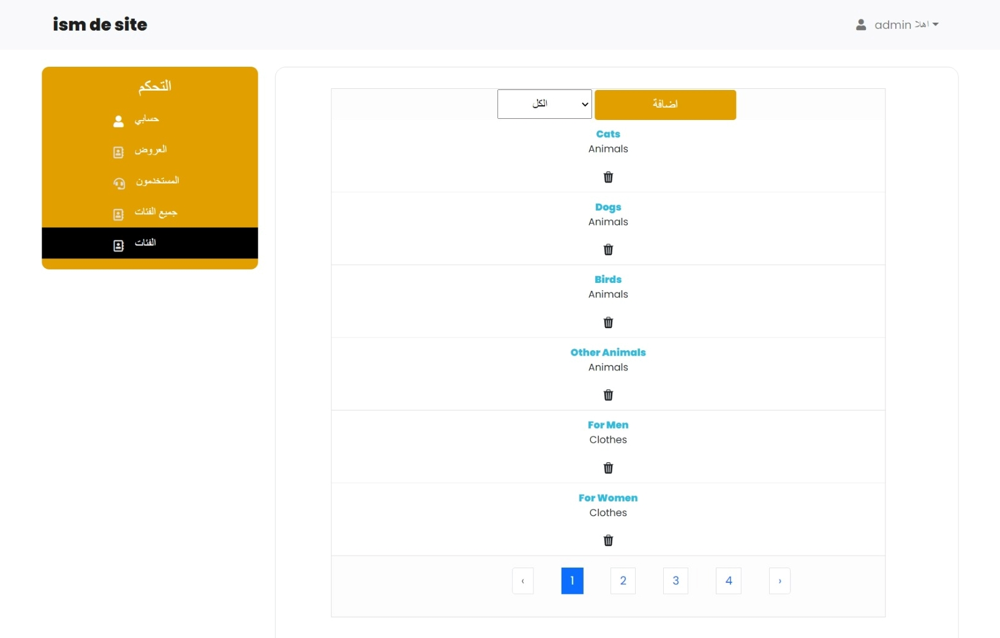 ism de site
admin اهلا
التحكم
حسابي
العروض
المستخدمون
جميع الفئات
الفئات
الكل
اضافة
Cats
Animals
Dogs
Animals
Birds
Animals
Other Animals
Animals
For Men
Clothes
For Women
Clothes
‹ 1 2 3 4 ›